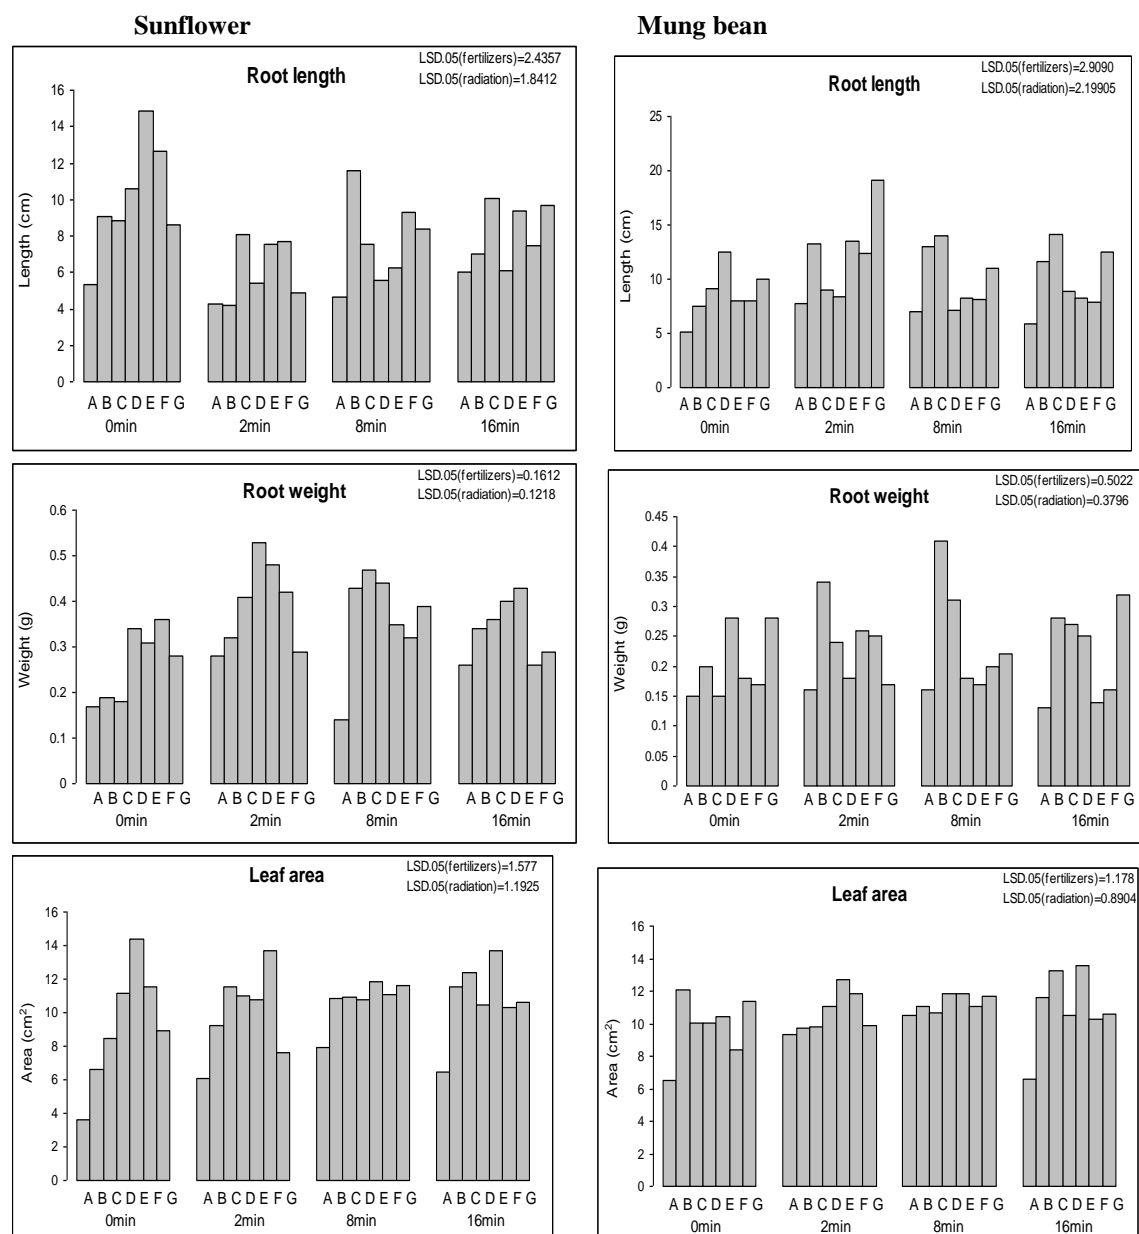 Sunflower
Mung bean
LSD.05(fertilizers)=2.4357
LSD.05(radiation)=1.8412
Root length
16
14
12
10
8
6
4
2
0
Length (cm)
A B C D E F G
A B C D E F G
A B C D E F G
A B C D E F G
0min
2min
8min
16min
LSD.05(fertilizers)=2.9090
LSD.05(radiation)=2.19905
Root length
25
20
15
10
5
0
Length (cm)
A B C D E F G
A B C D E F G
A B C D E F G
A B C D E F G
0min
2min
8min
16min
LSD.05(fertilizers)=0.1612
LSD.05(radiation)=0.1218
Root weight
0.6
0.5
0.4
0.3
0.2
0.1
0
Weight (g)
A B C D E F G
A B C D E F G
A B C D E F G
A B C D E F G
0min
2min
8min
16min
LSD.05(fertilizers)=0.5022
LSD.05(radiation)=0.3796
Root weight
0.45
0.4
0.35
0.3
0.25
0.2
0.15
0.1
0.05
0
Weight (g)
A B C D E F G
A B C D E F G
A B C D E F G
A B C D E F G
0min
2min
8min
16min
LSD.05(fertilizers)=1.577
LSD.05(radiation)=1.1925
Leaf area
16
14
12
10
8
6
4
2
0
Area (cm²)
A B C D E F G
A B C D E F G
A B C D E F G
A B C D E F G
0min
2min
8min
16min
LSD.05(fertilizers)=1.178
LSD.05(radiation)=0.8904
Leaf area
16
14
12
10
8
6
4
2
0
Area (cm²)
A B C D E F G
A B C D E F G
A B C D E F G
A B C D E F G
0min
2min
8min
16min